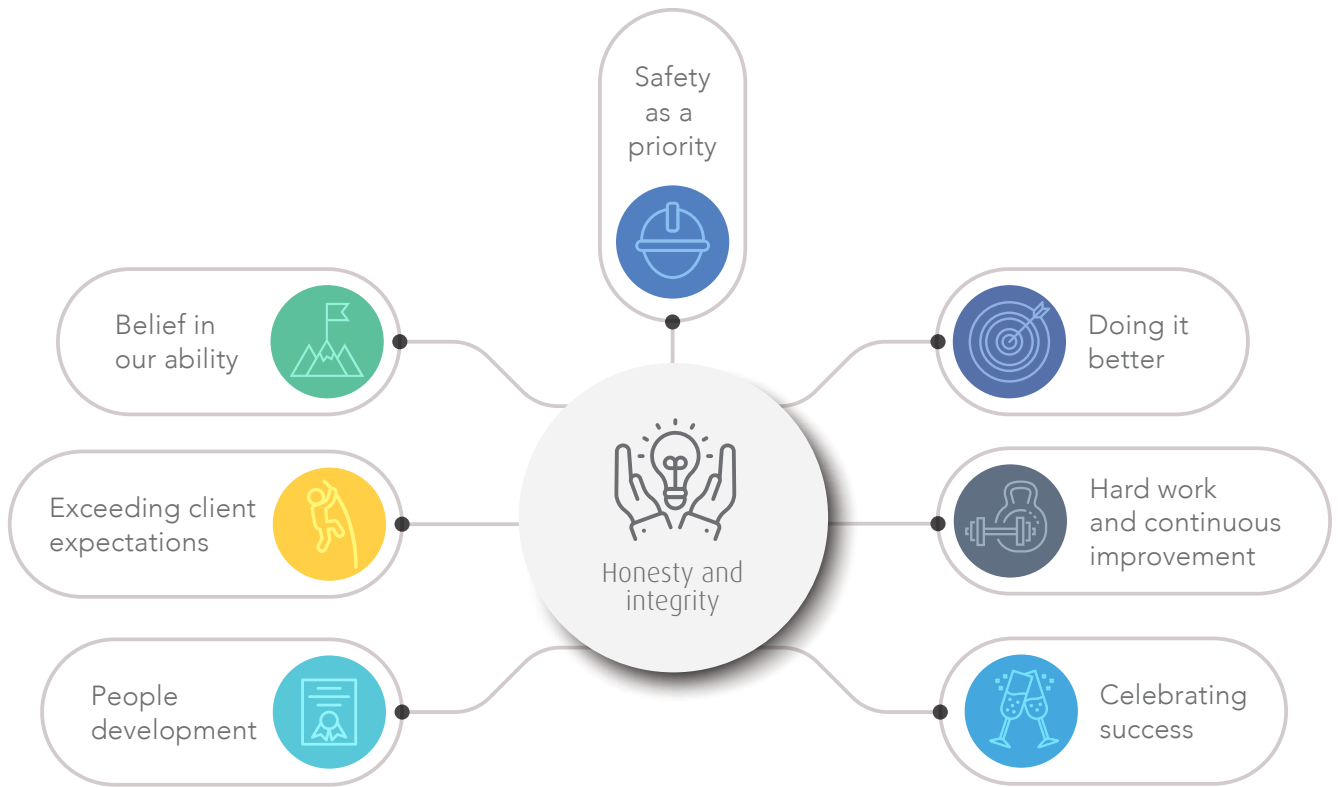 Safety
as a
priority
Belief in
our ability
Doing it
better
Exceeding client
expectations
Hard work
and continuous
improvement
Honesty and
integrity
People
development
Celebrating
success